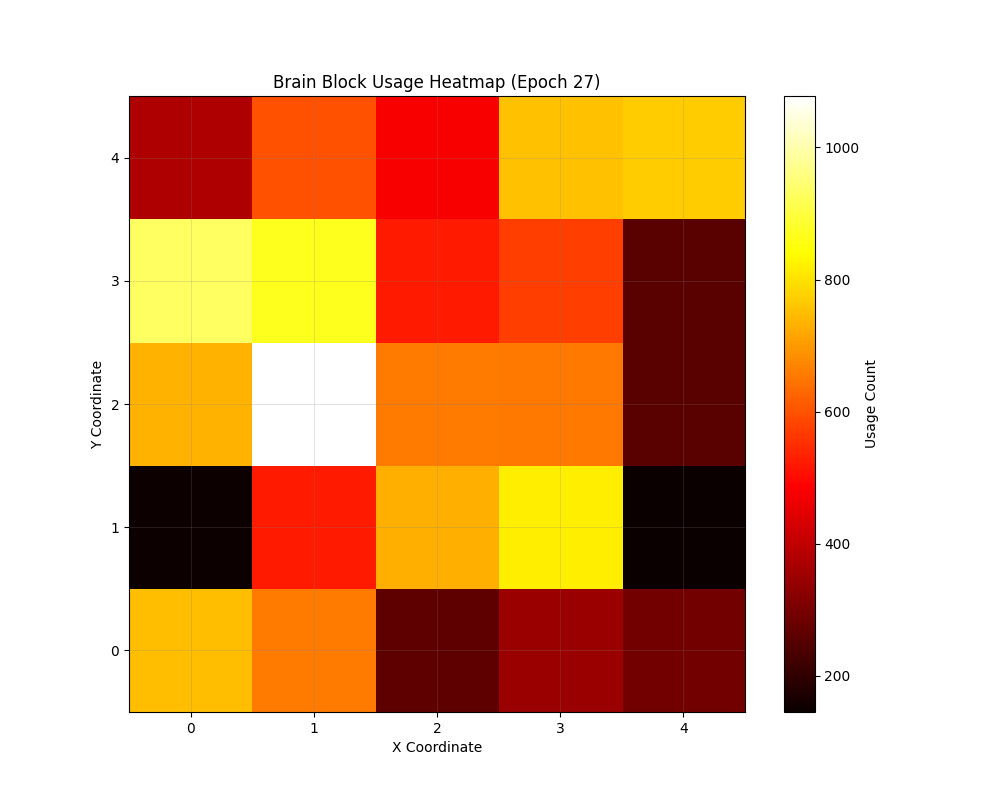 Brain Block Usage Heatmap (Epoch 27)
4
3
2
1
0
Y Coordinate
0 1 2 3 4
X Coordinate
1000
800
600
400
200
Usage Count